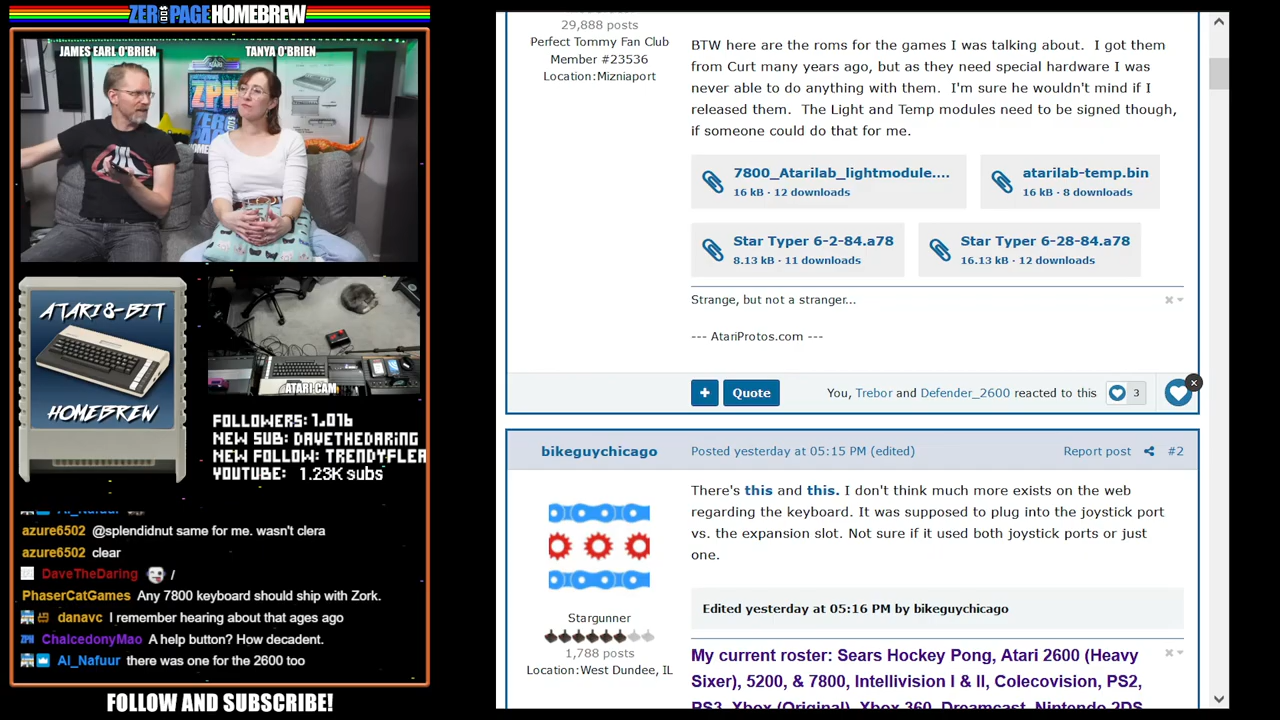 ZEROPAGE HOMEBREW
JAMES EARL O'BRIEN
TANYA O'BRIEN
ATARI 8-BIT
HOMEBREW
ATARI CAM
FOLLOWERS: 1.01b
NEW SUB: DAVETHEDARING
NEW FOLLOW: TRENDYFLEA
YOUTUBE: 1.23K subs
azure6502 @splendidnut same for me. wasn't clera
azure6502 clear
DaveTheDaring /
PhaserCatGames Any 7800 keyboard should ship with Zork.
danavc I remember hearing about that ages ago
ChalcedonyMao A help button? How decadent.
Al_Nafuur there was one for the 2600 too
FOLLOW AND SUBSCRIBE!
29,888 posts
Perfect Tommy Fan Club
Member #23536
Location:Mizniaport
BTW here are the roms for the games I was talking about. I got them
from Curt many years ago, but as they need special hardware I was
never able to do anything with them. I'm sure he wouldn't mind if I
released them. The Light and Temp modules need to be signed though,
if someone could do that for me.
7800_Atarilab_lightmodule....
16 kB · 12 downloads
atarilab-temp.bin
16 kB · 8 downloads
Star Typer 6-2-84.a78
8.13 kB · 11 downloads
Star Typer 6-28-84.a78
16.13 kB · 12 downloads
Strange, but not a stranger...
--- AtariProtos.com ---
+ Quote
You, Trebor and Defender_2600 reacted to this
3
bikeguychicago
Posted yesterday at 05:15 PM (edited)
Report post
#2
Stargunner
1,788 posts
Location:West Dundee, IL
There's this and this. I don't think much more exists on the web
regarding the keyboard. It was supposed to plug into the joystick port
vs. the expansion slot. Not sure if it used both joystick ports or just
one.
Edited yesterday at 05:16 PM by bikeguychicago
My current roster: Sears Hockey Pong, Atari 2600 (Heavy
Sixer), 5200, & 7800, Intellivision I & II, Colecovision, PS2,
PS3, Xbox (Original), Xbox 360, Dreamcast, Nintendo 2DS